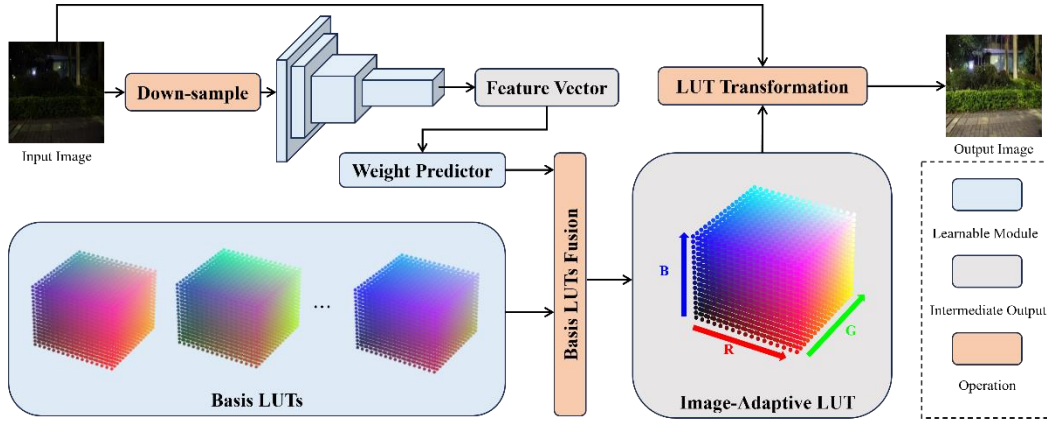 Input Image
Down-sample
Feature Vector
Weight Predictor
LUT Transformation
Output Image
Basis LUTs
...
Basis LUTs Fusion
B
R
G
Image-Adaptive LUT
Learnable Module
Intermediate Output
Operation